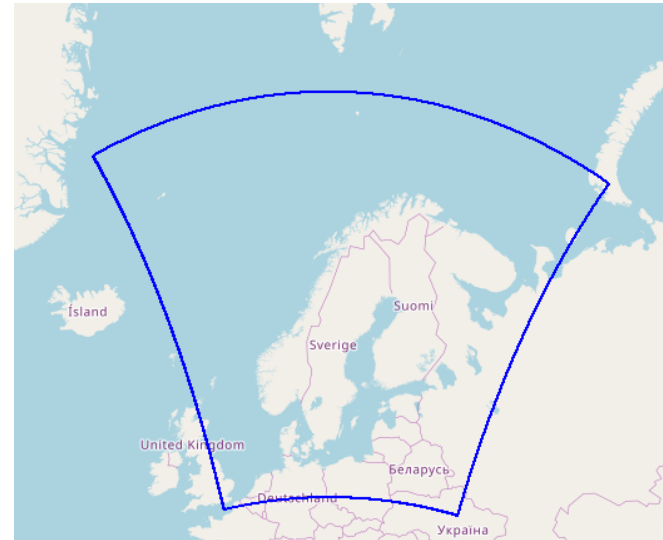 Ísland
Suomi
Sverige
United Kingdom
Беларусь
Deutschland
Україна